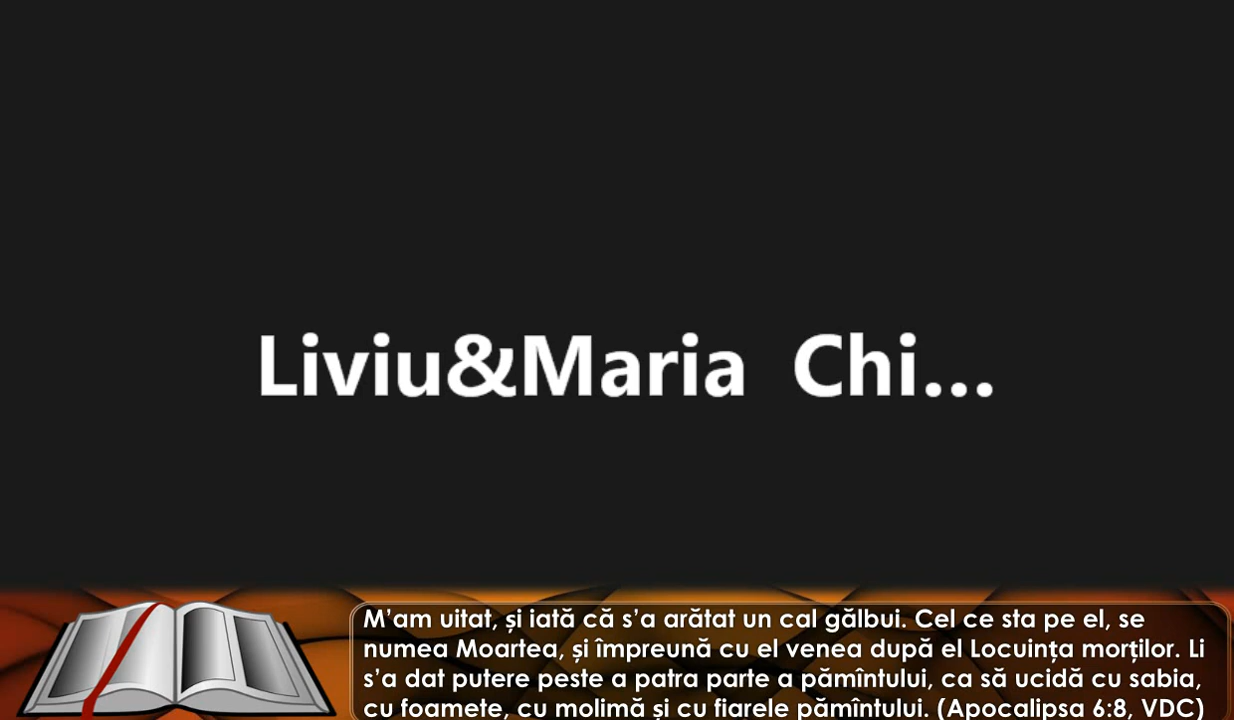 Liviu&Maria Chi...
M’am uitat, și iată că s’a arătat un cal gălbui. Cel ce sta pe el, se
numea Moartea, și împreună cu el venea după el Locuința morților. Li
s’a dat putere peste a patra parte a pămîntului, ca să ucidă cu sabia,
cu foamete, cu molimă și cu fiarele pămîntului. (Apocalipsa 6:8, VDC)